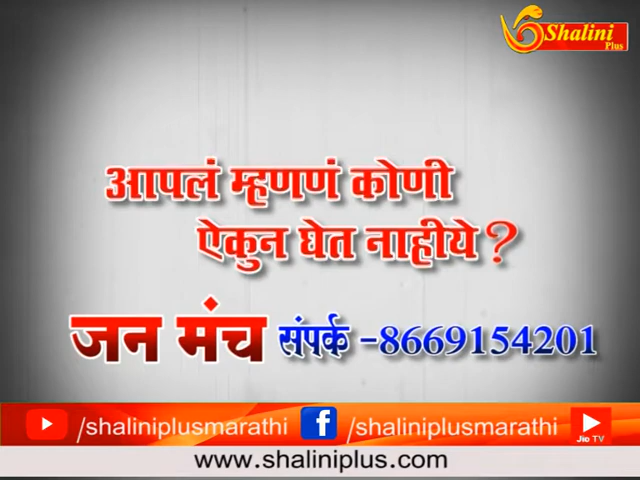 Shalini
Plus
आपलं म्हणणं कोणी
ऐकुन घेत नाहीये?
जन मंच संपर्क -8669154201
/shaliniplusmarathi /shaliniplusmarathi Jio TV
www.shaliniplus.com